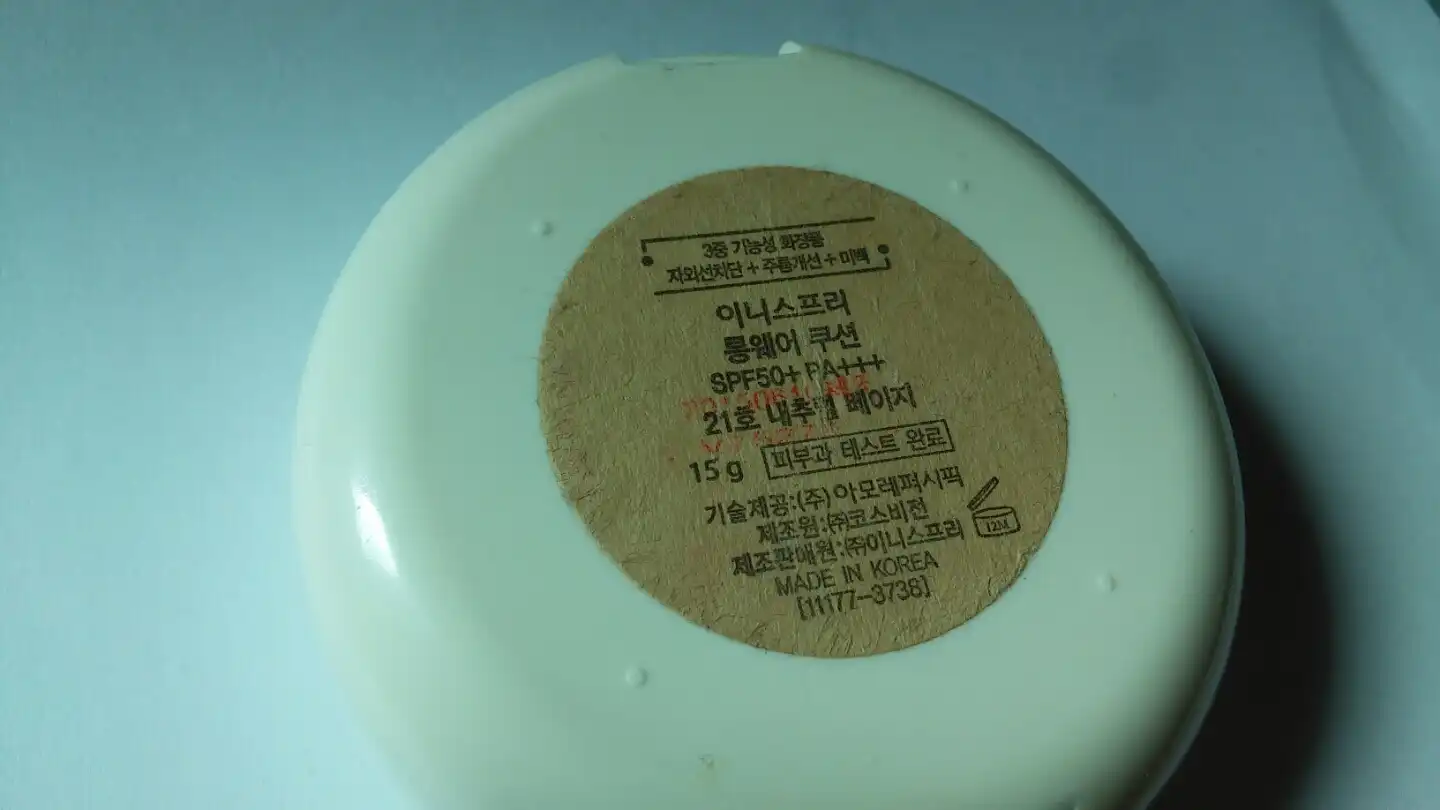 3중 기능성 화장품
자외선차단 + 주름개선 + 미백
이니스프리
롱웨어 쿠션
SPF50+ PA+++
21호 내추럴 베이지
15 g 피부과 테스트 완료
기술제공:(주)아모레퍼시픽
제조원:㈜코스비전
12M
제조판매원:㈜이니스프리
MADE IN KOREA
[11177-3738]